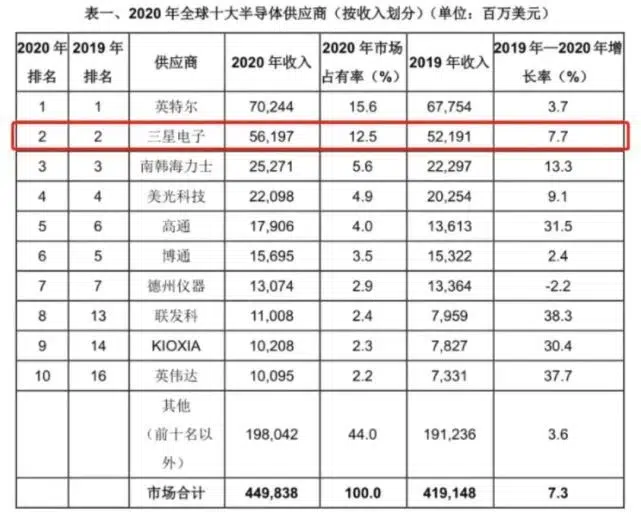 表一、2020 年全球十大半导体供应商（按收入划分）（单位：百万美元）
2020 年排名 2019 年排名 供应商 2020 年收入 2020 年市场占有率（%） 2019 年收入 2019 年—2020 年增长率（%）
1 1 英特尔 70,244 15.6 67,754 3.7
2 2 三星电子 56,197 12.5 52,191 7.7
3 3 南韩海力士 25,271 5.6 22,297 13.3
4 4 美光科技 22,098 4.9 20,254 9.1
5 6 高通 17,906 4.0 13,613 31.5
6 5 博通 15,695 3.5 15,322 2.4
7 7 德州仪器 13,074 2.9 13,364 -2.2
8 13 联发科 11,008 2.4 7,959 38.3
9 14 KIOXIA 10,208 2.3 7,827 30.4
10 16 英伟达 10,095 2.2 7,331 37.7
其他（前十名以外） 198,042 44.0 191,236 3.6
市场合计 449,838 100.0 419,148 7.3